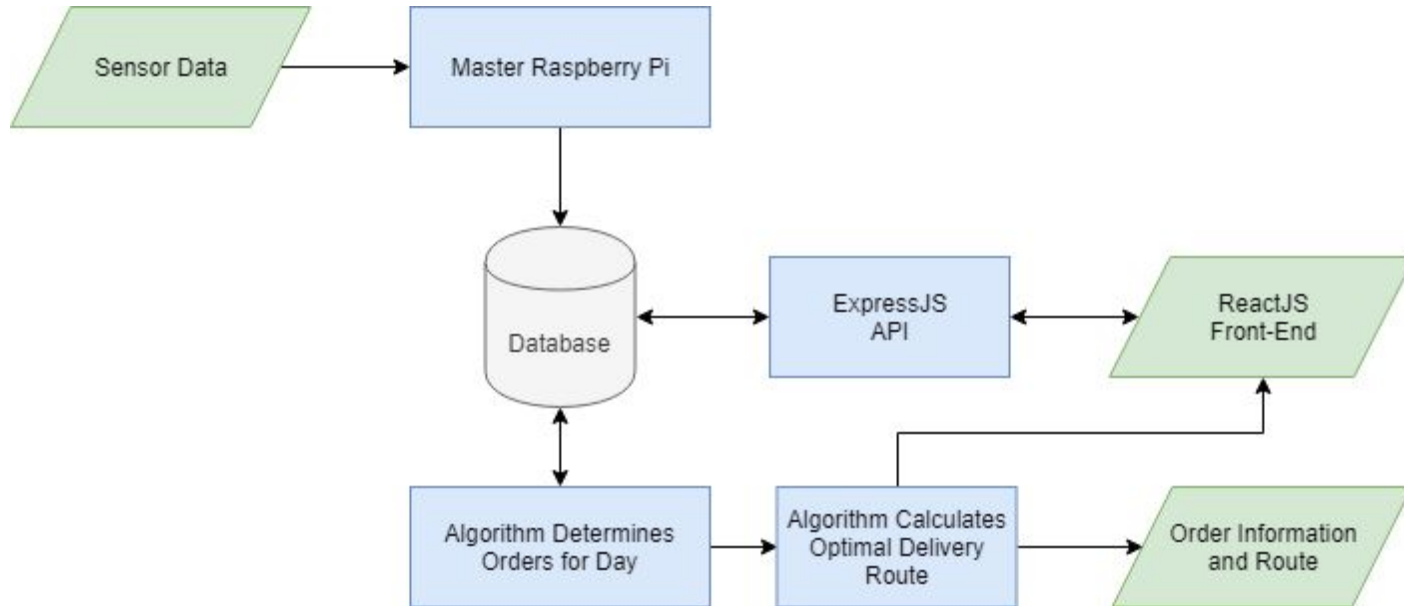 Sensor Data
Master Raspberry Pi
Database
ExpressJS
API
ReactJS
Front-End
Algorithm Determines
Orders for Day
Algorithm Calculates
Optimal Delivery
Route
Order Information
and Route